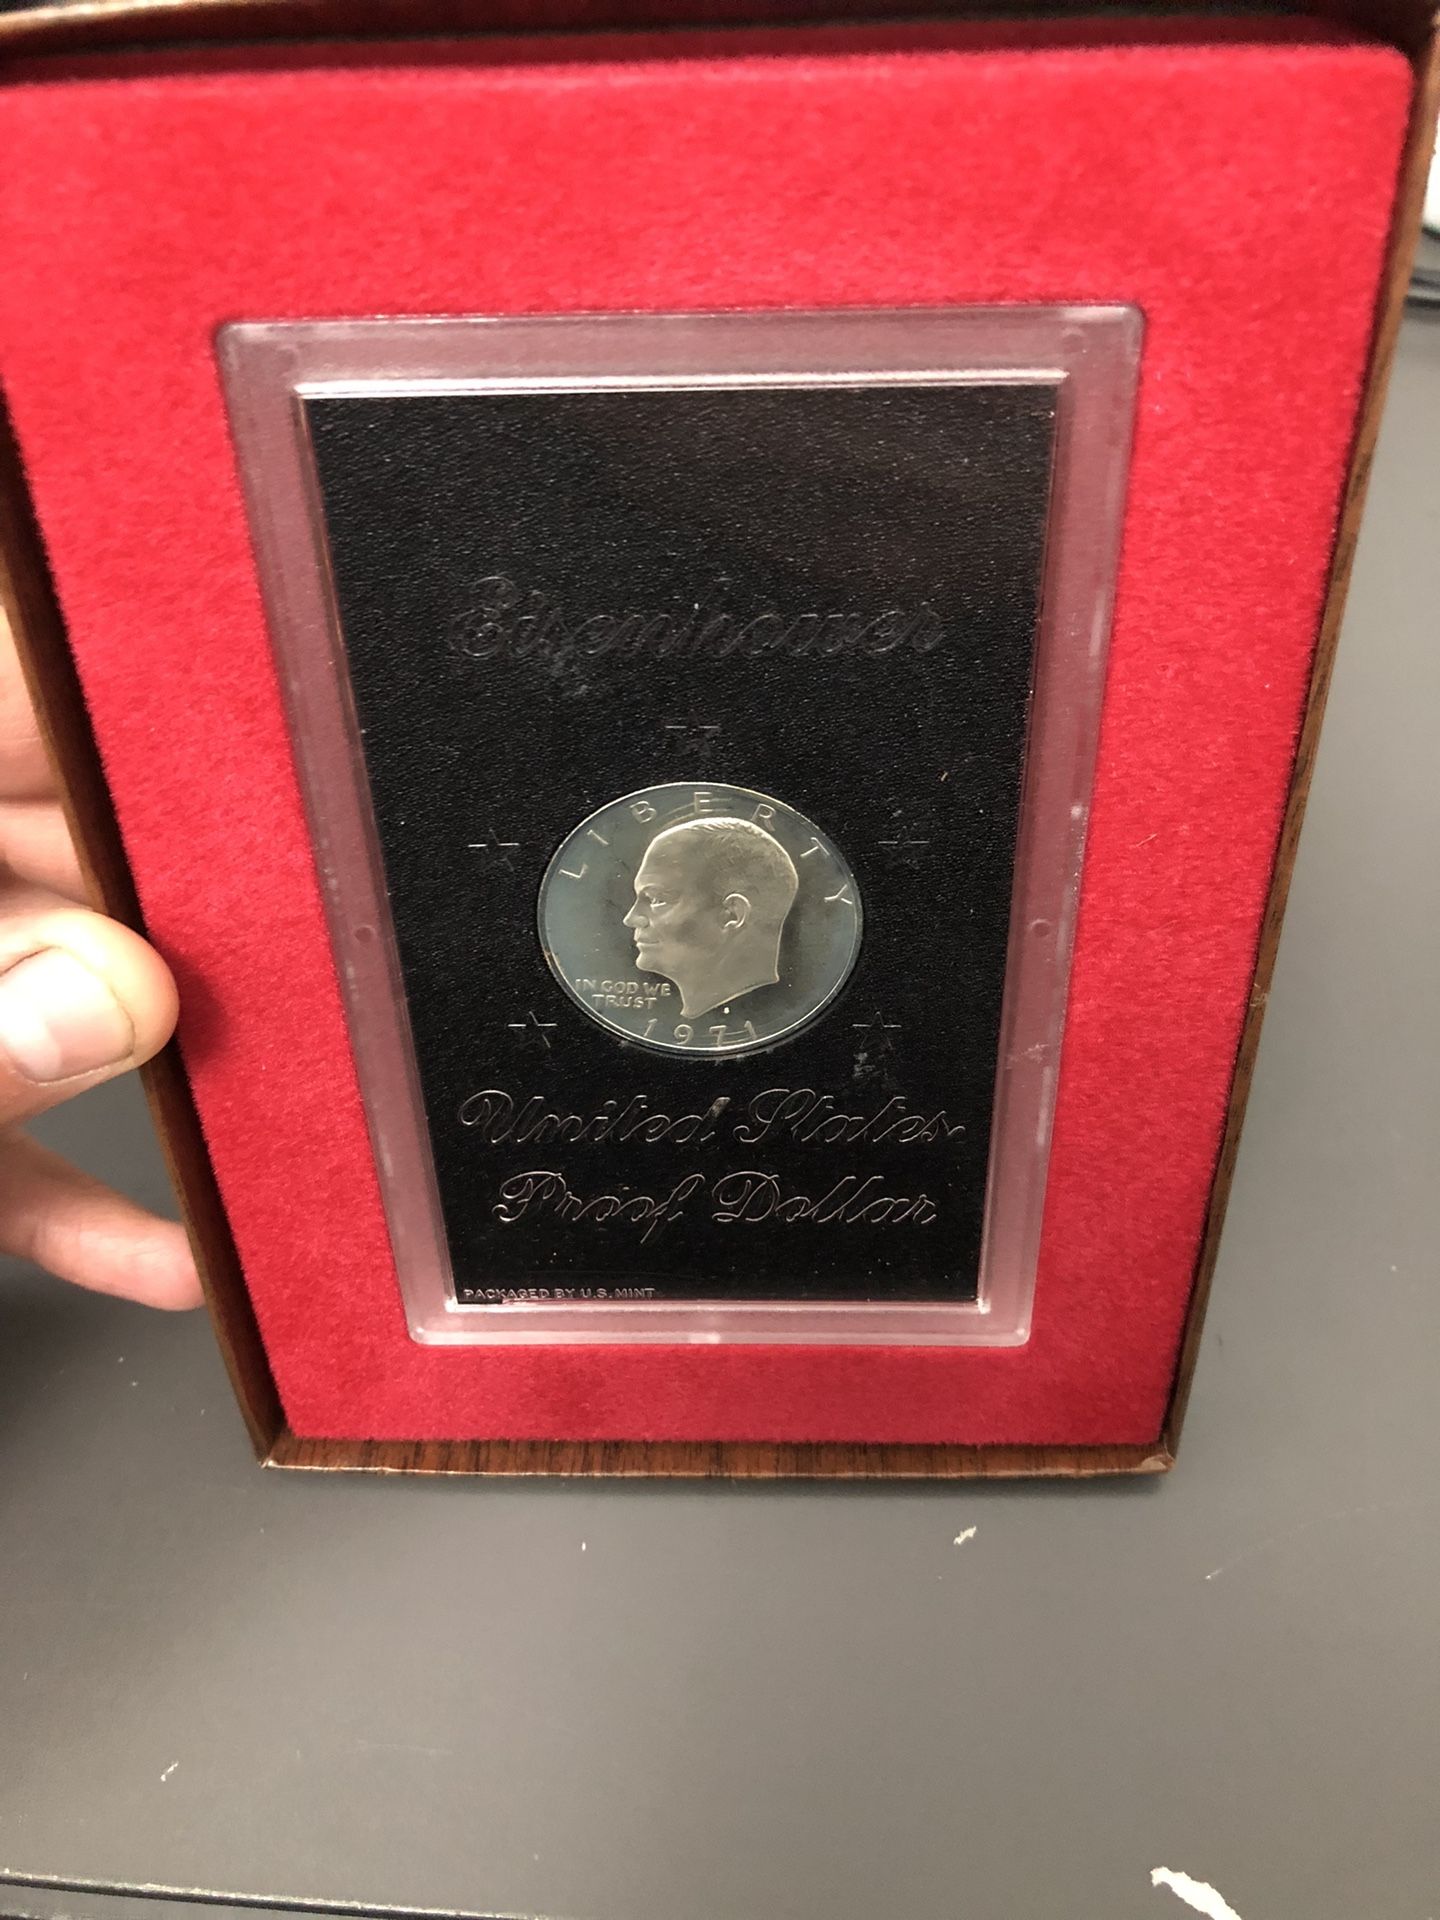 Eisenhower
LIBERTY
IN GOD WE
TRUST
1971
United States
Proof Dollar
PACKAGED BY U.S. MINT